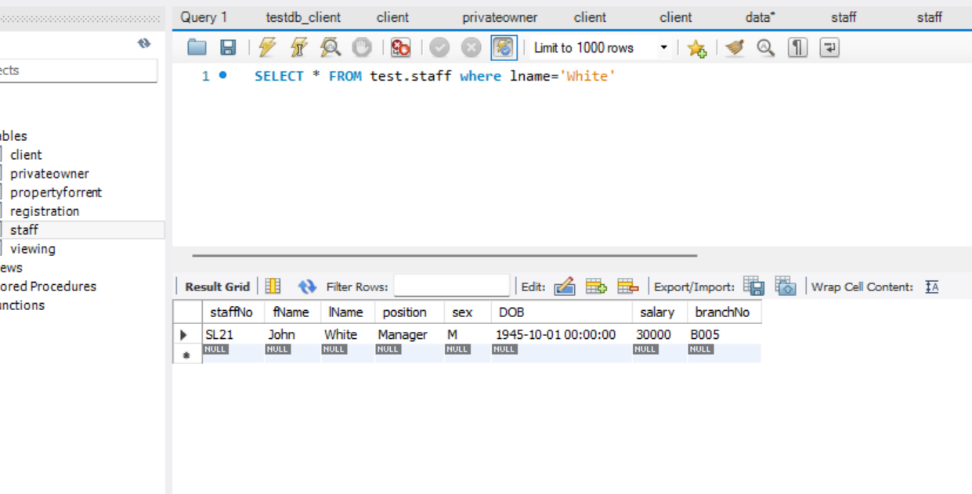 Query 1 testdb_client client privateowner client client data* staff staff
Limit to 1000 rows
ects
1 SELECT * FROM test.staff where lname='White'
ables
client
privateowner
propertyforrent
registration
staff
viewing
ews
ored Procedures
unctions
Result Grid Filter Rows: Edit: Export/Import: Wrap Cell Content: IA
staffNo fName lName position sex DOB salary branchNo
SL21 John White Manager M 1945-10-01 00:00:00 30000 B005
NULL NULL NULL NULL NULL NULL NULL NULL